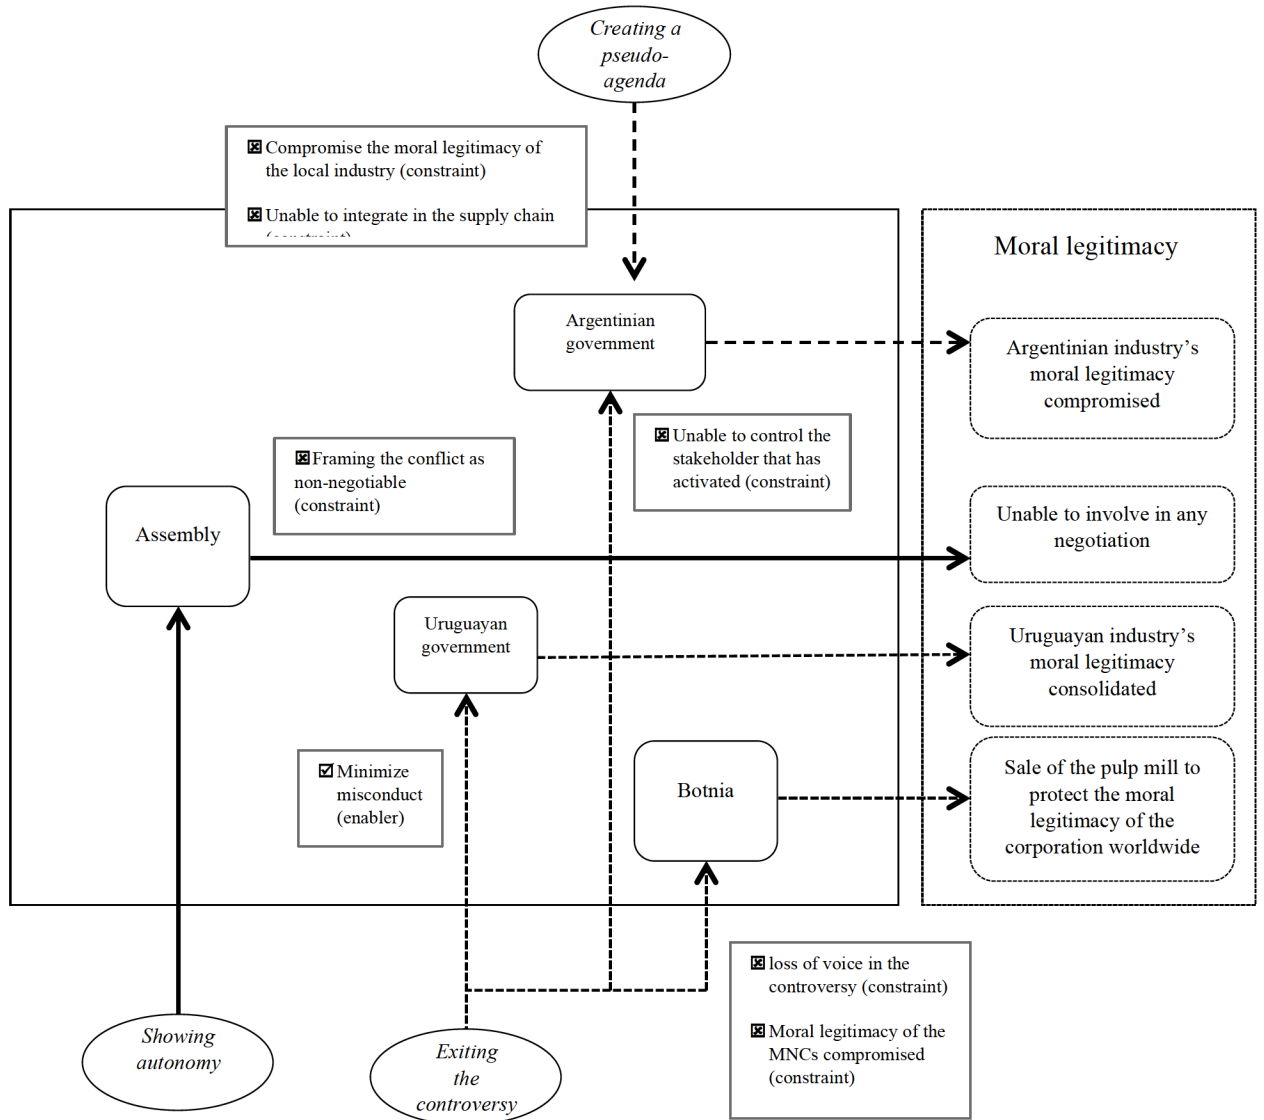 Creating a
pseudo-
agenda
Compromise the moral legitimacy of
the local industry (constraint)
Unable to integrate in the supply chain
(constraint)
Moral legitimacy
Argentinian
government
Argentinian industry's
moral legitimacy
compromised
Unable to control the
stakeholder that has
activated (constraint)
Framing the conflict as
non-negotiable
(constraint)
Assembly
Unable to involve in any
negotiation
Uruguayan
government
Uruguayan industry's
moral legitimacy
consolidated
Minimize
misconduct
(enabler)
Botnia
Sale of the pulp mill to
protect the moral
legitimacy of the
corporation worldwide
loss of voice in the
controversy (constraint)
Moral legitimacy of the
MNCs compromised
(constraint)
Showing
autonomy
Exiting
the
controversy